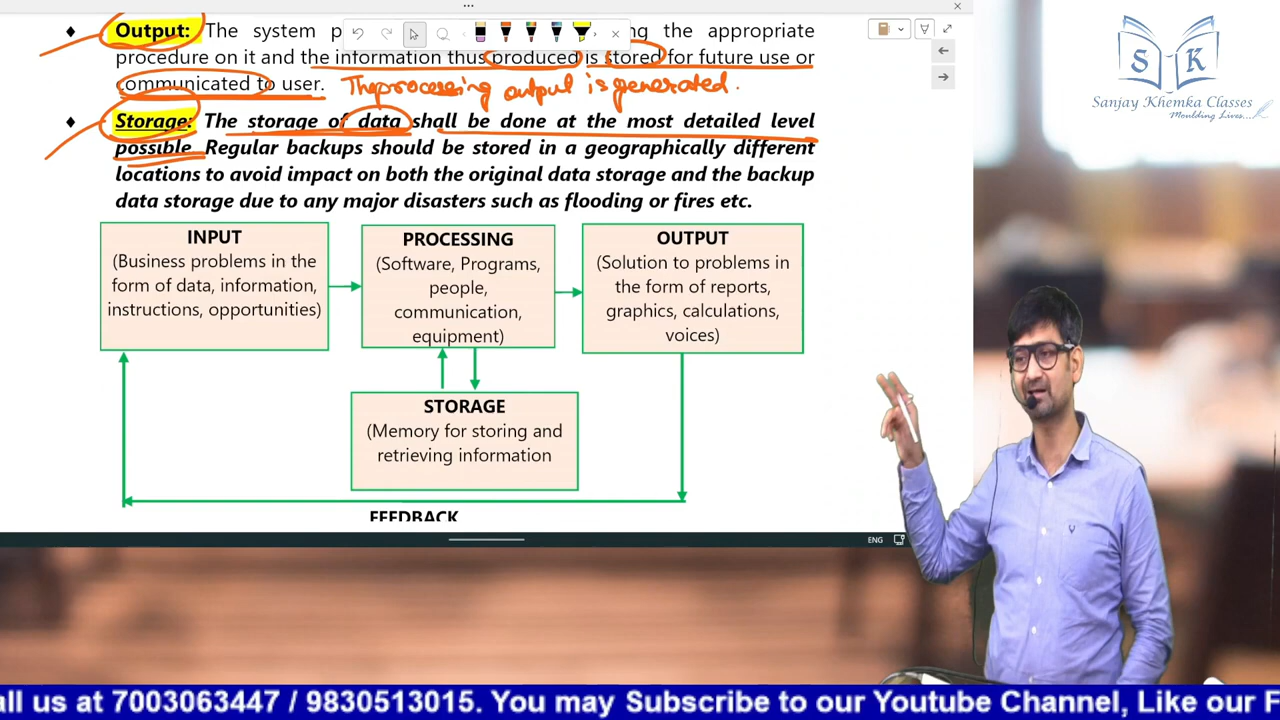 Output: The system p ng the appropriate
procedure on it and the information thus produced is stored for future use or
communicated to user. The processing output is generated.
Storage: The storage of data shall be done at the most detailed level
possible. Regular backups should be stored in a geographically different
locations to avoid impact on both the original data storage and the backup
data storage due to any major disasters such as flooding or fires etc.
INPUT
(Business problems in the
form of data, information,
instructions, opportunities)
PROCESSING
(Software, Programs,
people,
communication,
equipment)
OUTPUT
(Solution to problems in
the form of reports,
graphics, calculations,
voices)
STORAGE
(Memory for storing and
retrieving information
FEEDBACK
ENG
S K
Sanjay Khemka Classes
Moulding Lives...
all us at 7003063447 / 9830513015. You may Subscribe to our Youtube Channel, Like our F